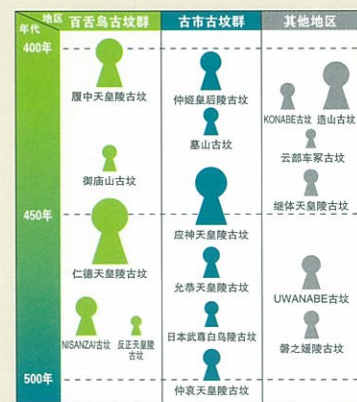 地区
年代
百舌鸟古坟群
古市古坟群
其他地区
400年
履中天皇陵古坟
仲姬皇后陵古坟
KONABE古坟
造山古坟
墓山古坟
云部车冢古坟
御庙山古坟
继体天皇陵古坟
450年
应神天皇陵古坟
仁德天皇陵古坟
允恭天皇陵古坟
UWANABE古坟
NISANZAI古坟
反正天皇陵
古坟
日本武尊白鸟陵古坟
磐之媛陵古坟
仲哀天皇陵古坟
500年